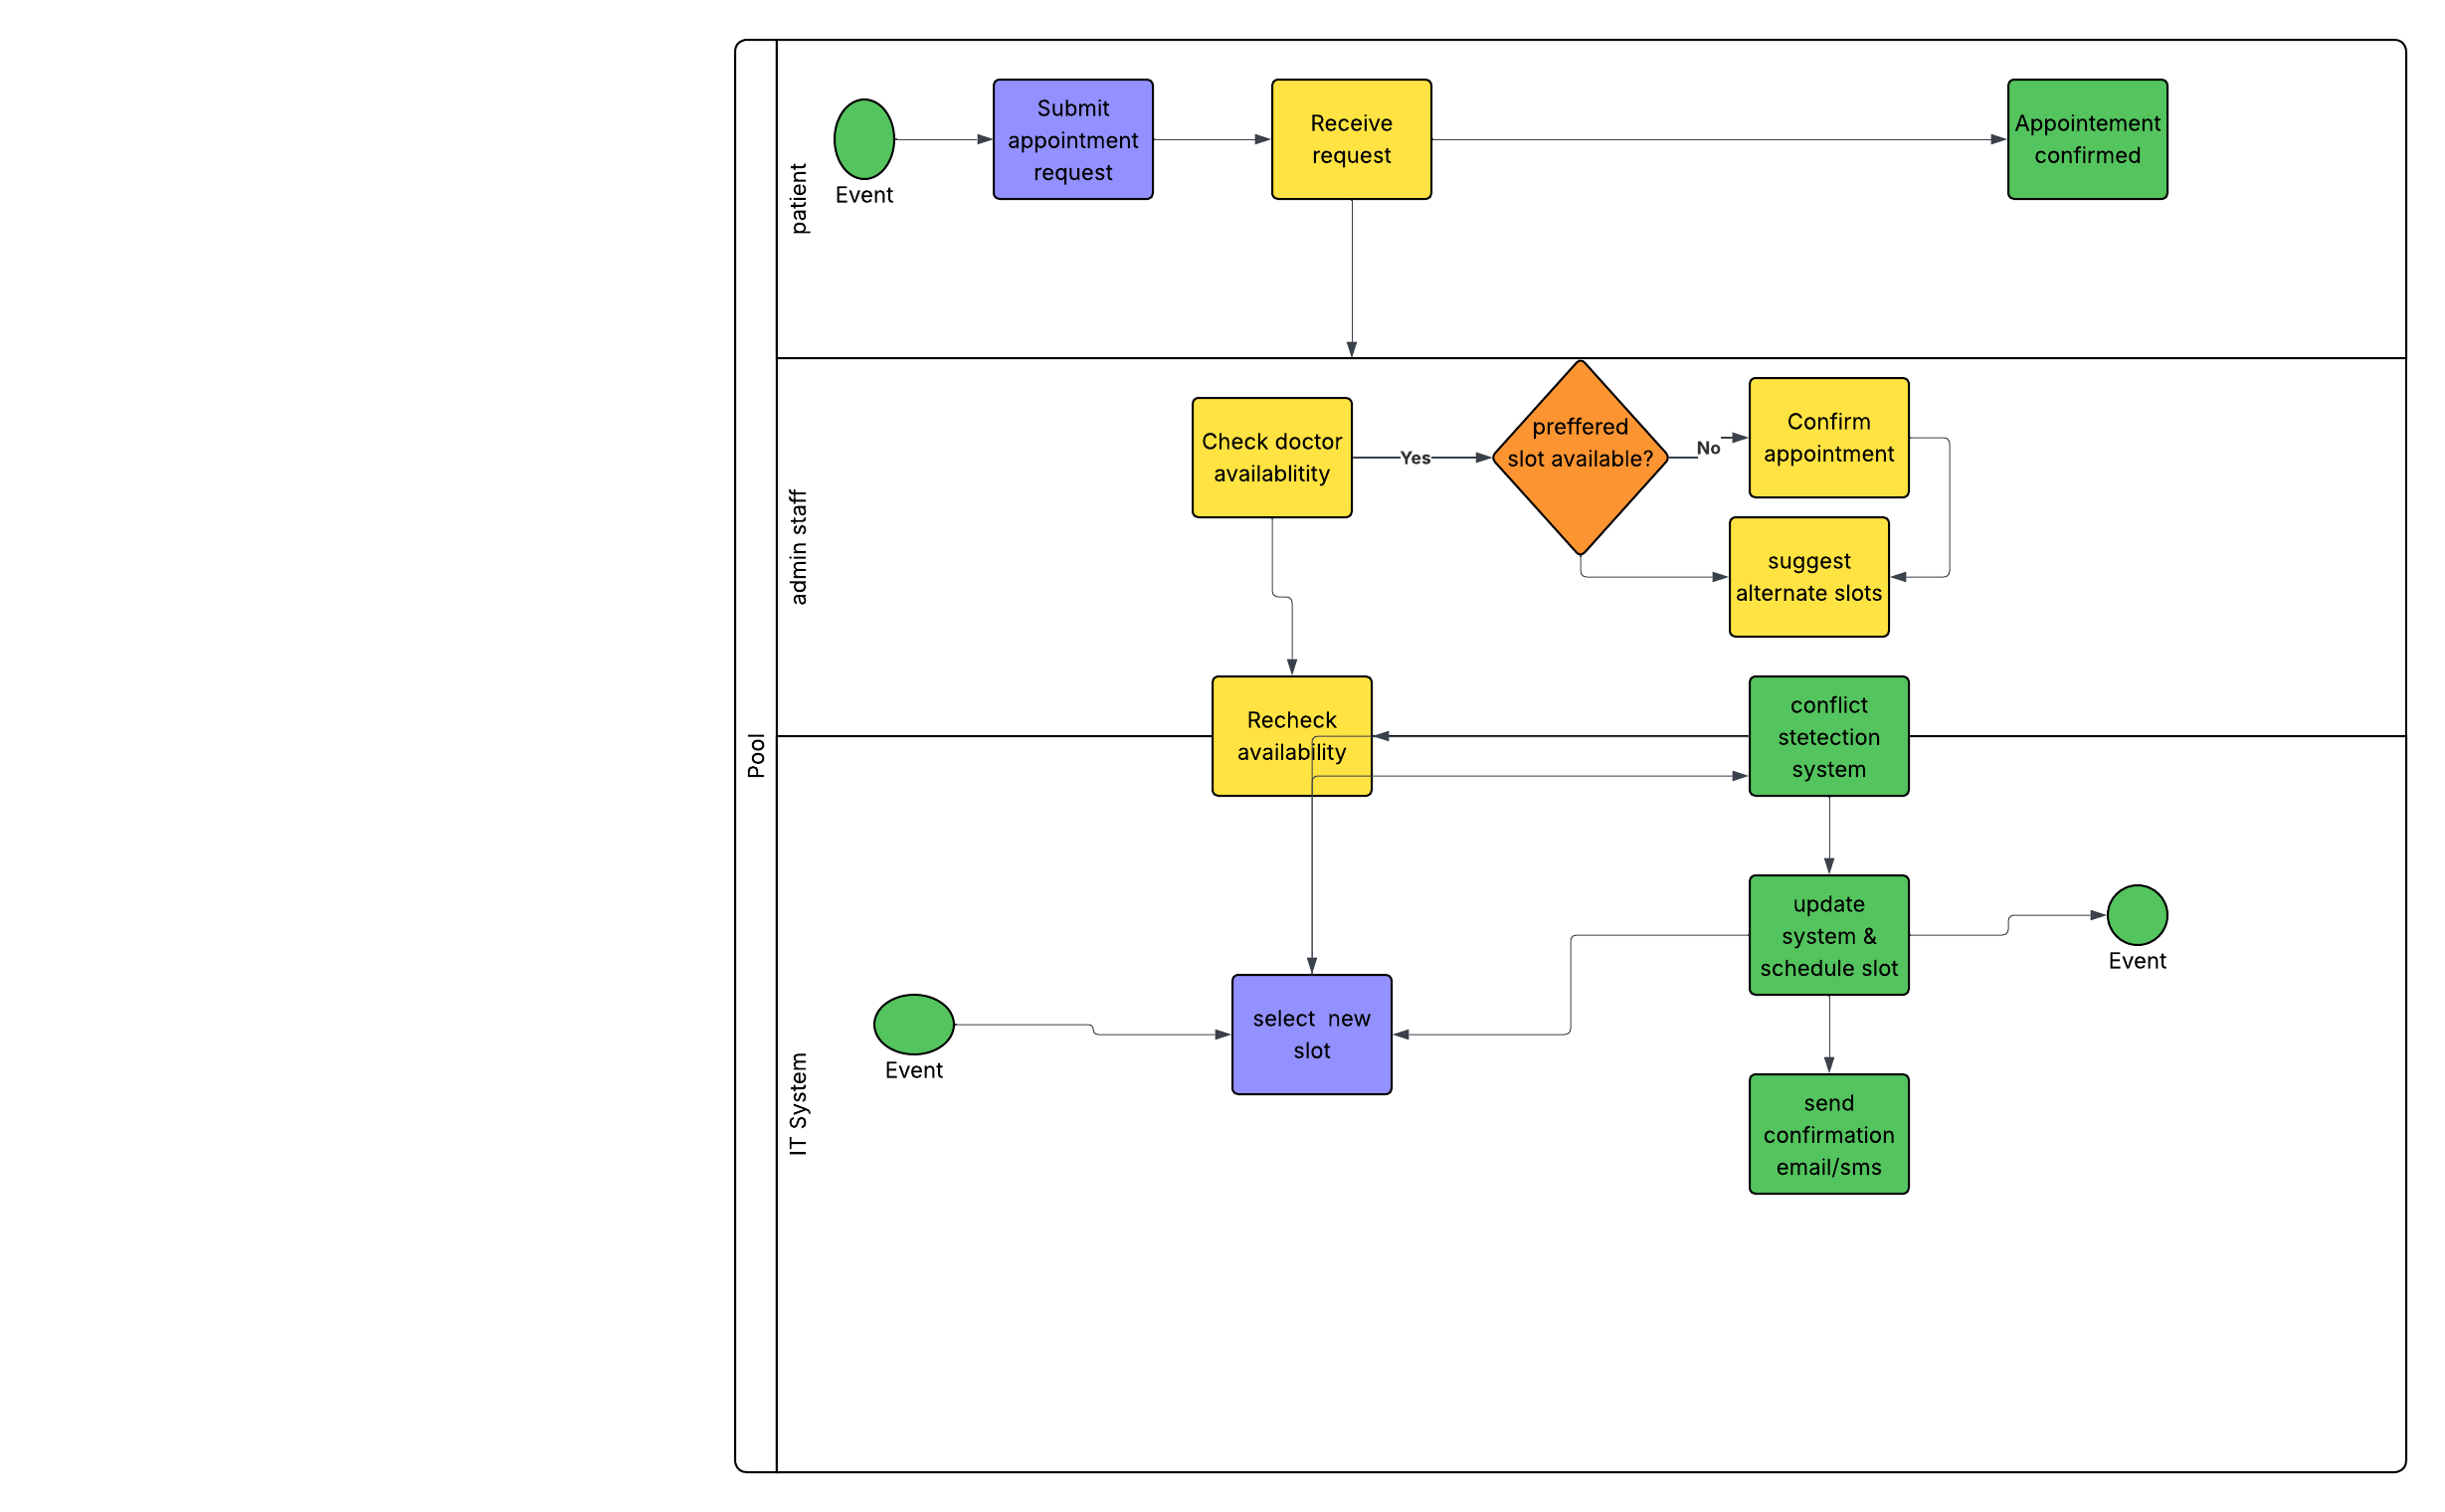 Pool
patient
Event
Submit
appointment
request
Receive
request
Appointement
confirmed
admin staff
Check doctor
availablitity
Yes
preffered
slot available?
No
Confirm
appointment
suggest
alternate slots
Recheck
availability
conflict
stetection
system
IT System
update
system &
schedule slot
Event
Event
select  new
slot
send
confirmation
email/sms